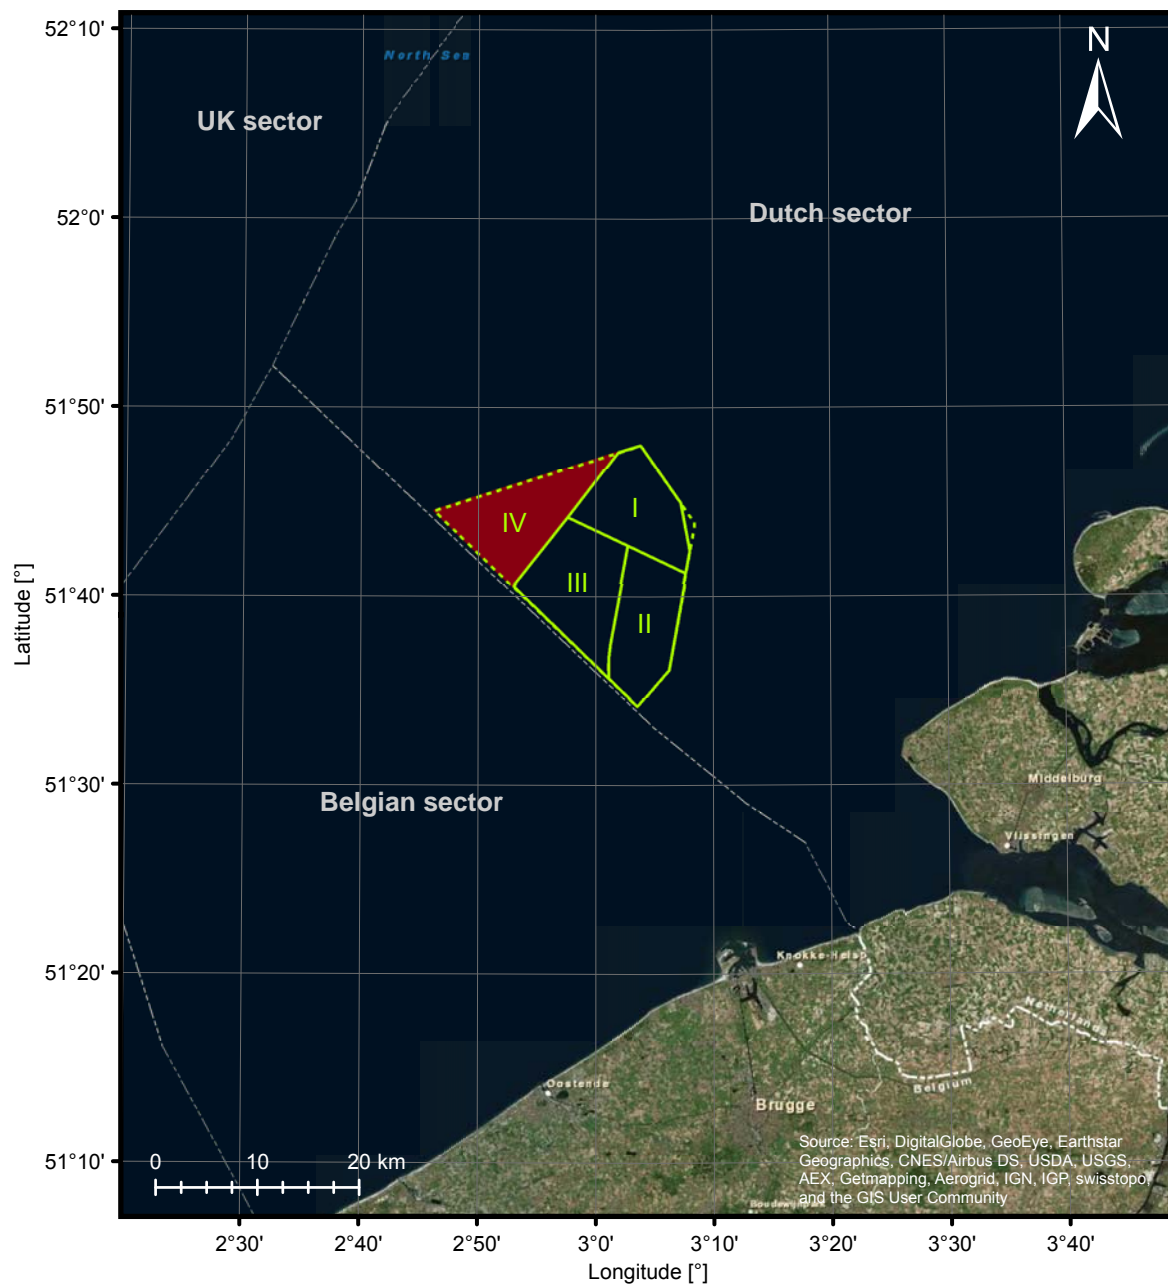 52°10'
North Sea
N
UK sector
Dutch sector
52°0'
51°50'
I
IV
III
51°40'
II
Latitude [°]
51°30'
Middelburg
Belgian sector
Vlissingen
51°20'
Knokke-Heist
Netherlands
Oostende
Belgium
Brugge
Source: Esri, DigitalGlobe, GeoEye, Earthstar
Geographics, CNES/Airbus DS, USDA, USGS,
AEX, Getmapping, Aerogrid, IGN, IGP, swisstopo,
and the GIS User Community
51°10'
0 10 20 km
Boudewijnpark
2°30' 2°40' 2°50' 3°0' 3°10' 3°20' 3°30' 3°40'
Longitude [°]